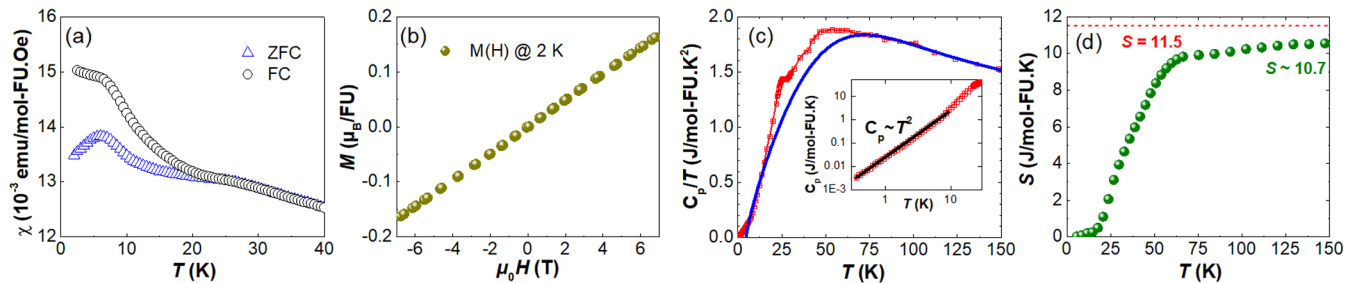 (a)
ZFC
FC
χ (10⁻³ emu/mol-FU.Oe)
16
15
14
13
12
0 10 20 30 40
T (K)
(b)
M(H) @ 2 K
M (μB/FU)
0.2
0.1
0.0
-0.1
-0.2
-6 -4 -2 0 2 4 6
μ₀H (T)
(c)
Cp/T (J/mol-FU.K²)
2.0
1.5
1.0
0.5
0.0
0 25 50 75 100 125 150
T (K)
Cp~T²
Cp (J/mol-FU.K)
10
1
0.1
0.01
1E-3
1 10
T (K)
(d)
S = 11.5
S ~ 10.7
S (J/mol-FU.K)
12
10
8
6
4
2
0
0 25 50 75 100 125 150
T (K)